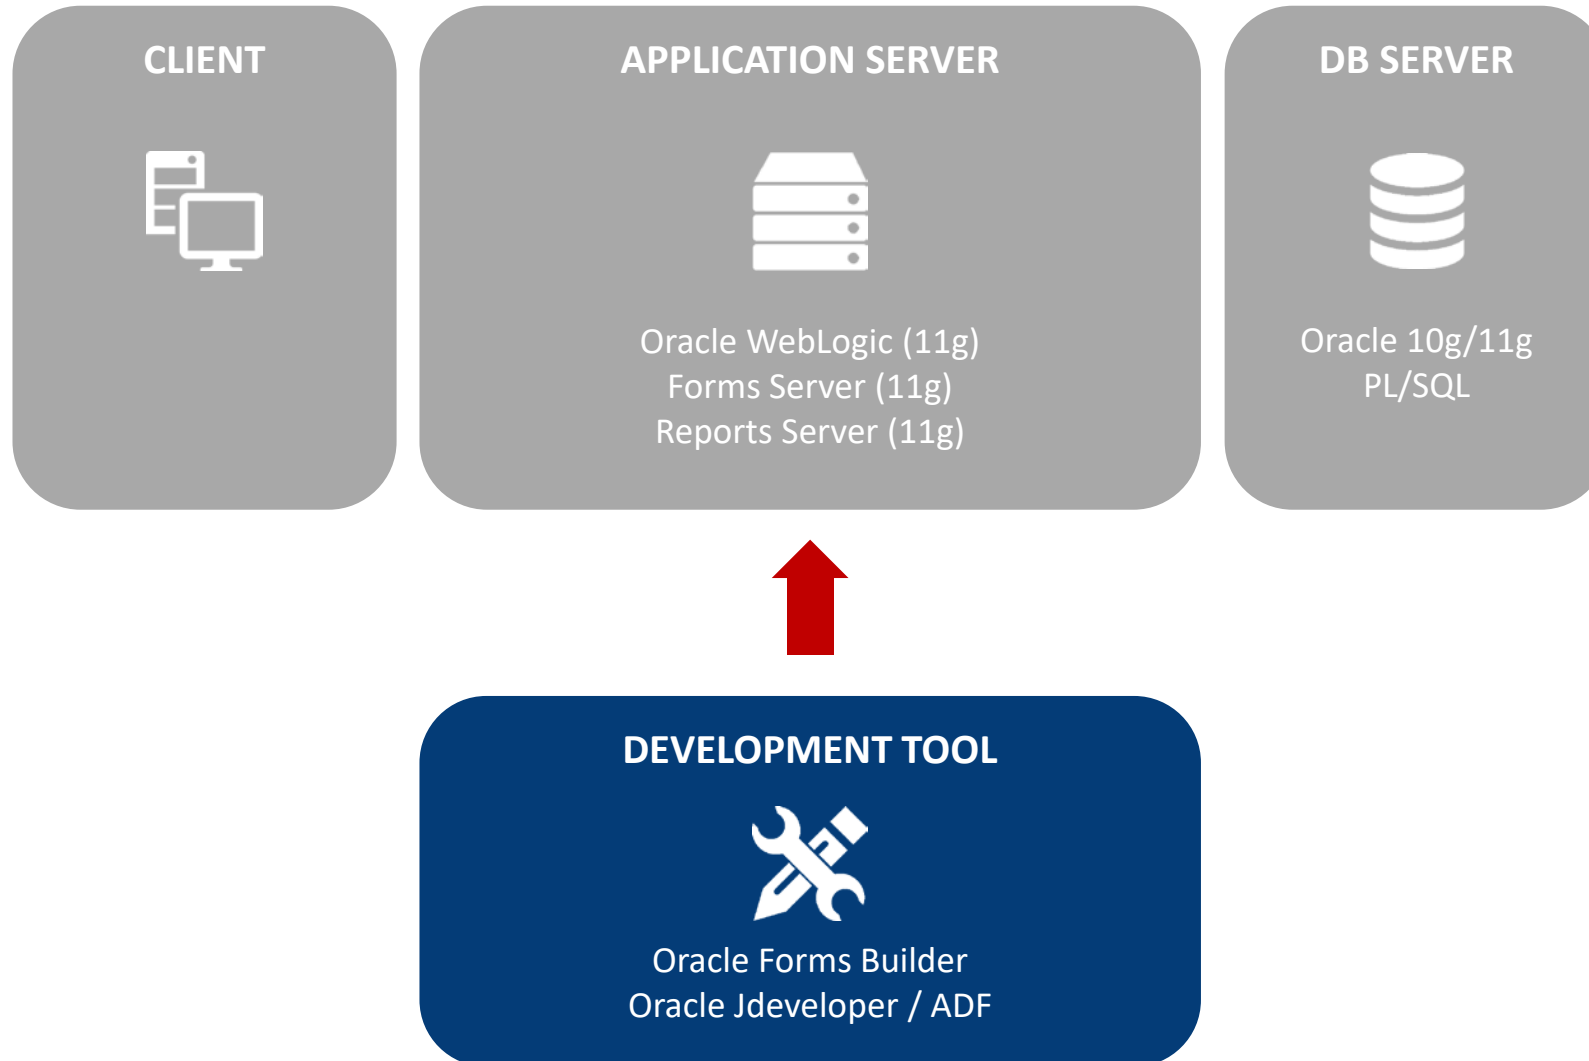 CLIENT
APPLICATION SERVER
Oracle WebLogic (11g)
Forms Server (11g)
Reports Server (11g)
DB SERVER
Oracle 10g/11g
PL/SQL
DEVELOPMENT TOOL
Oracle Forms Builder
Oracle Jdeveloper / ADF